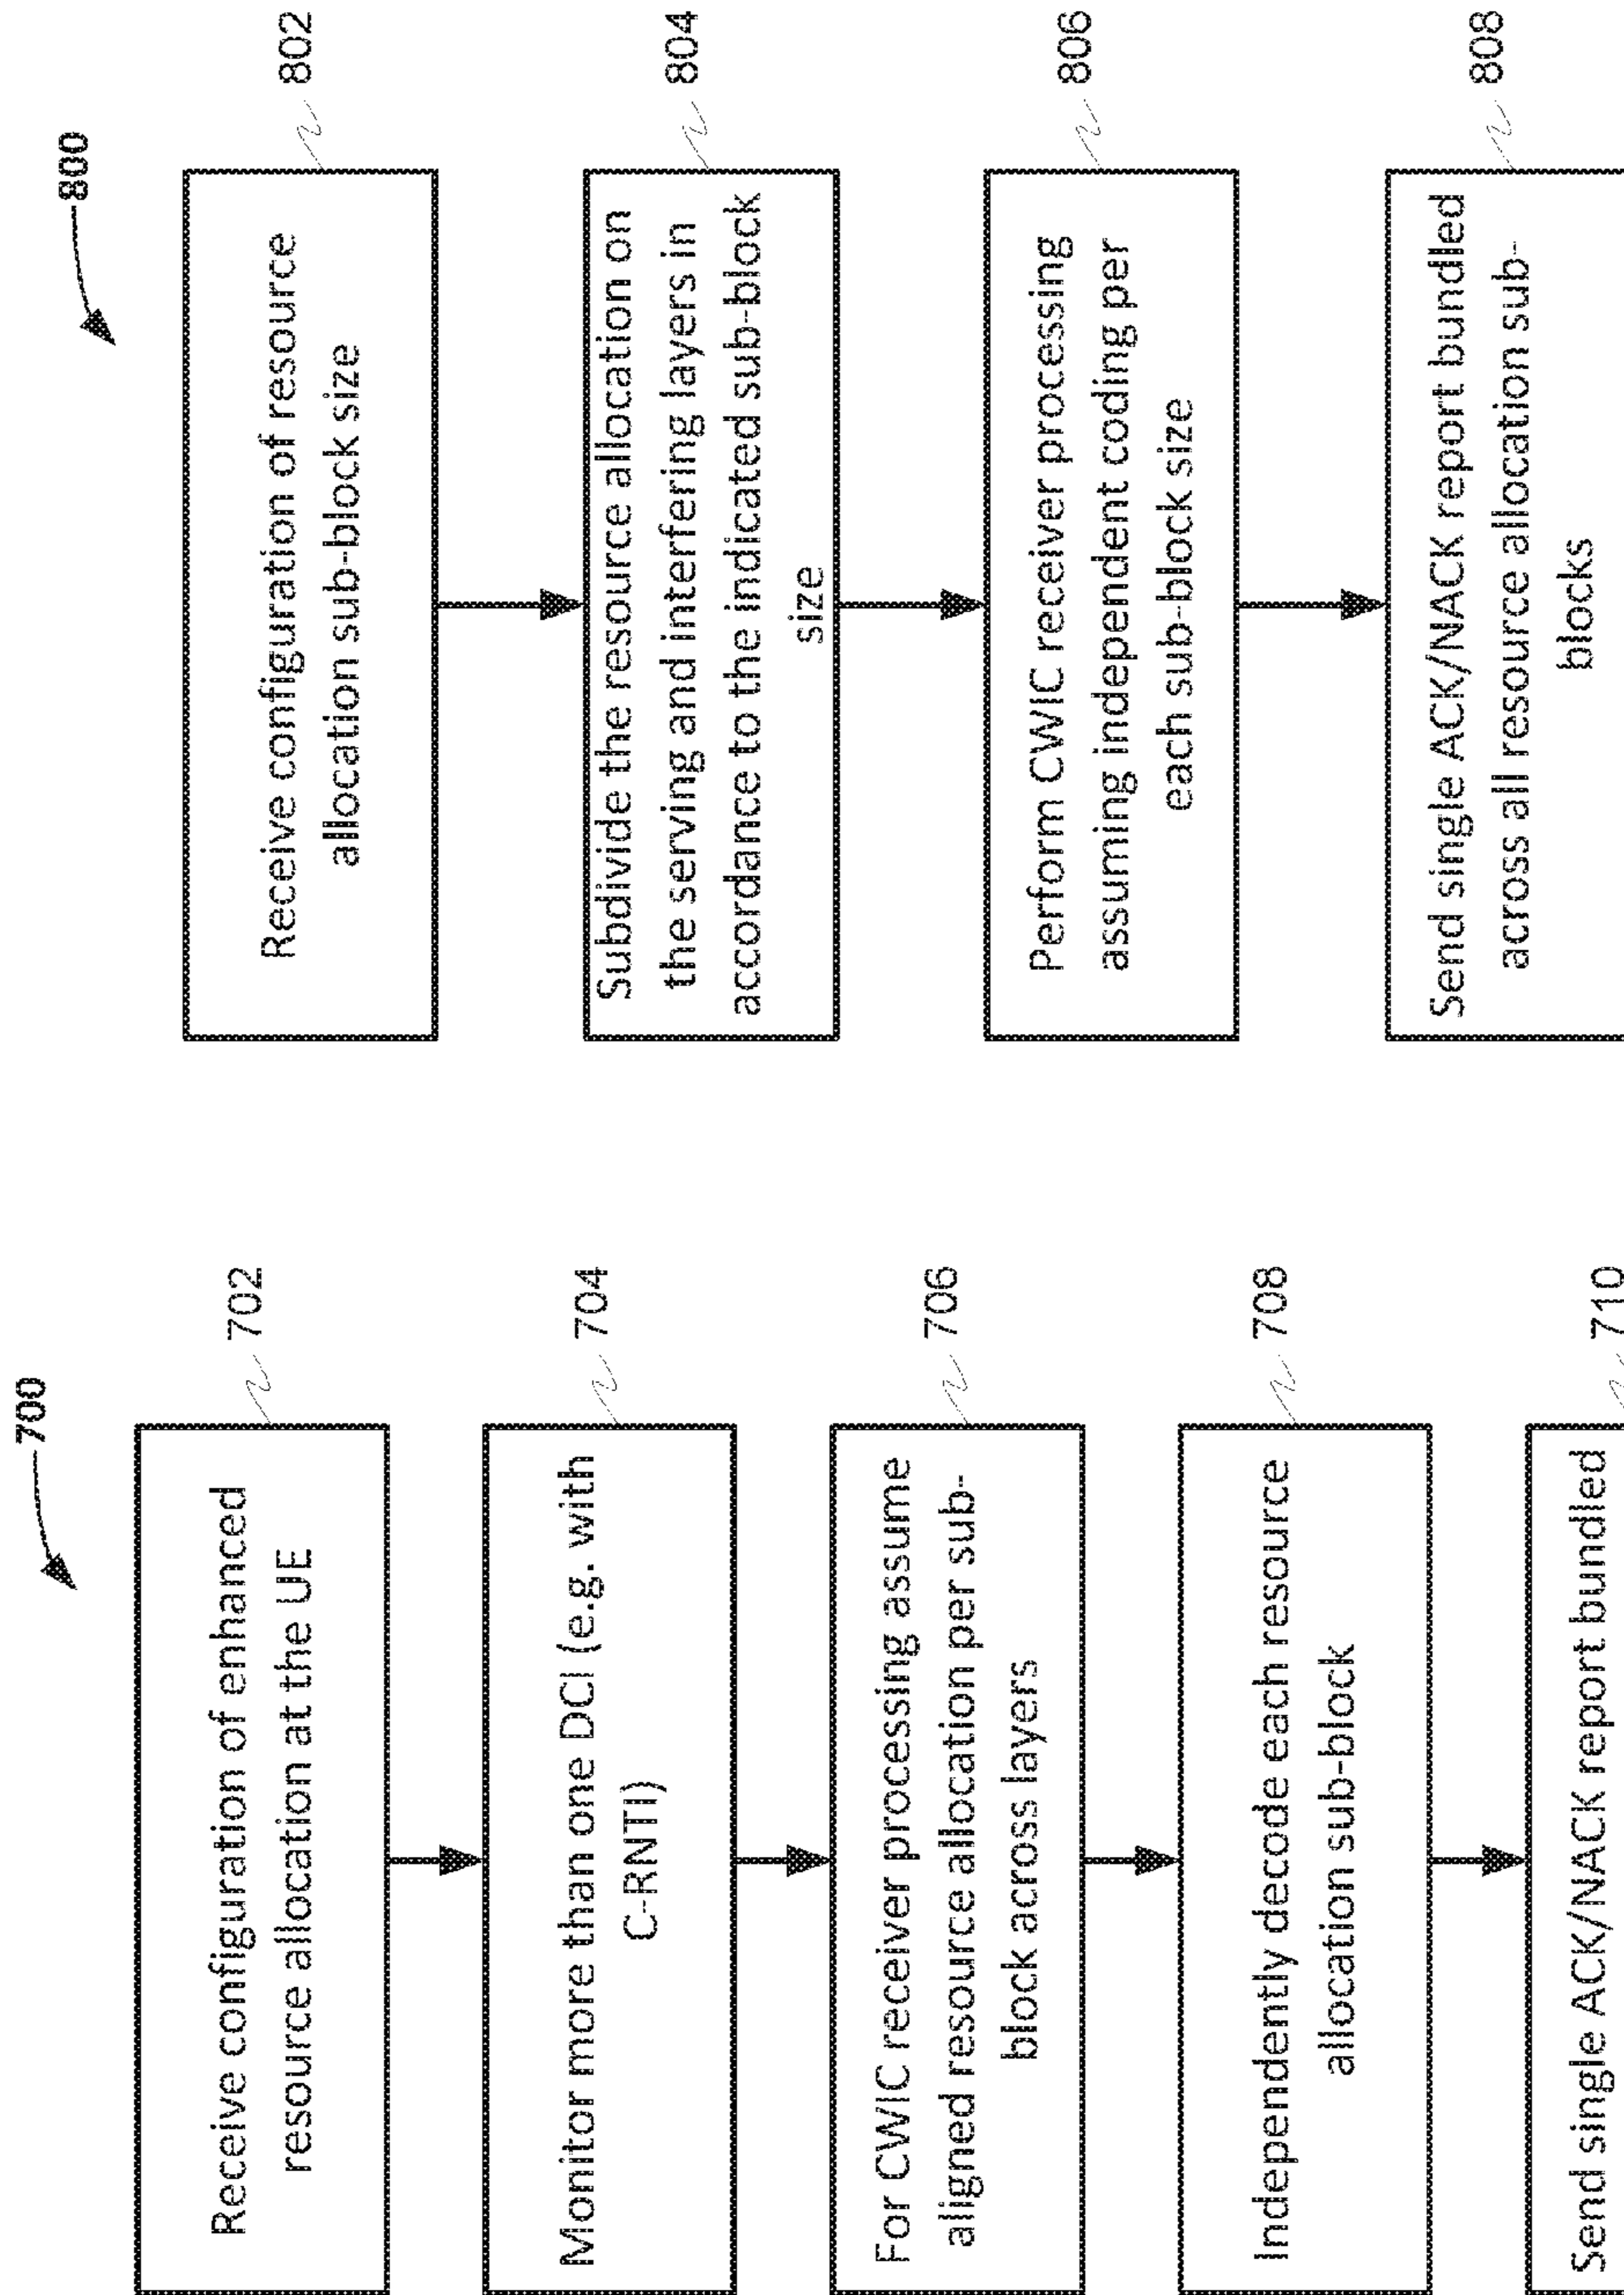 700
Receive configuration of enhanced
resource allocation at the UE
702
Monitor more than one DCI (e.g. with
C-RNTI)
704
For CWIC receiver processing assume
aligned resource allocation per sub-
block across layers
706
Independently decode each resource
allocation sub-block
708
Send single ACK/NACK report bundled
710
800
Receive configuration of resource
allocation sub-block size
802
Subdivide the resource allocation on
the serving and interfering layers in
accordance to the indicated sub-block
size
804
Perform CWIC receiver processing
assuming independent coding per
each sub-block size
806
Send single ACK/NACK report bundled
across all resource allocation sub-
blocks
808